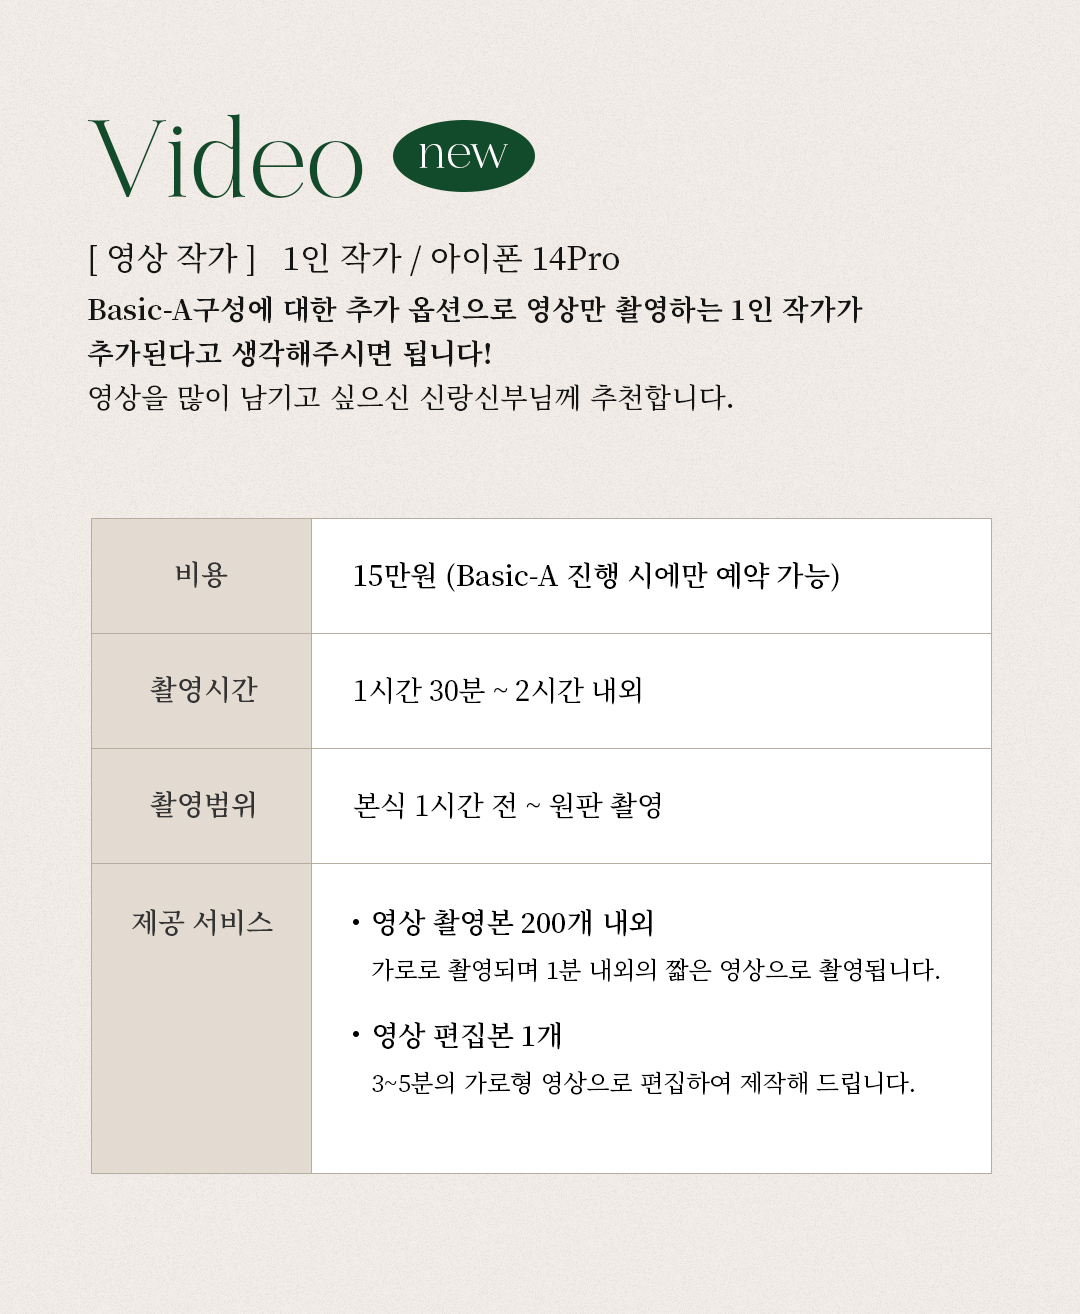 Video new
[ 영상 작가 ] 1인 작가 / 아이폰 14Pro
Basic-A구성에 대한 추가 옵션으로 영상만 촬영하는 1인 작가가
추가된다고 생각해주시면 됩니다!
영상을 많이 남기고 싶으신 신랑신부님께 추천합니다.
비용 15만원 (Basic-A 진행 시에만 예약 가능)
촬영시간 1시간 30분 ~ 2시간 내외
촬영범위 본식 1시간 전 ~ 원판 촬영
제공 서비스 • 영상 촬영본 200개 내외
가로로 촬영되며 1분 내외의 짧은 영상으로 촬영됩니다.
• 영상 편집본 1개
3~5분의 가로형 영상으로 편집하여 제작해 드립니다.